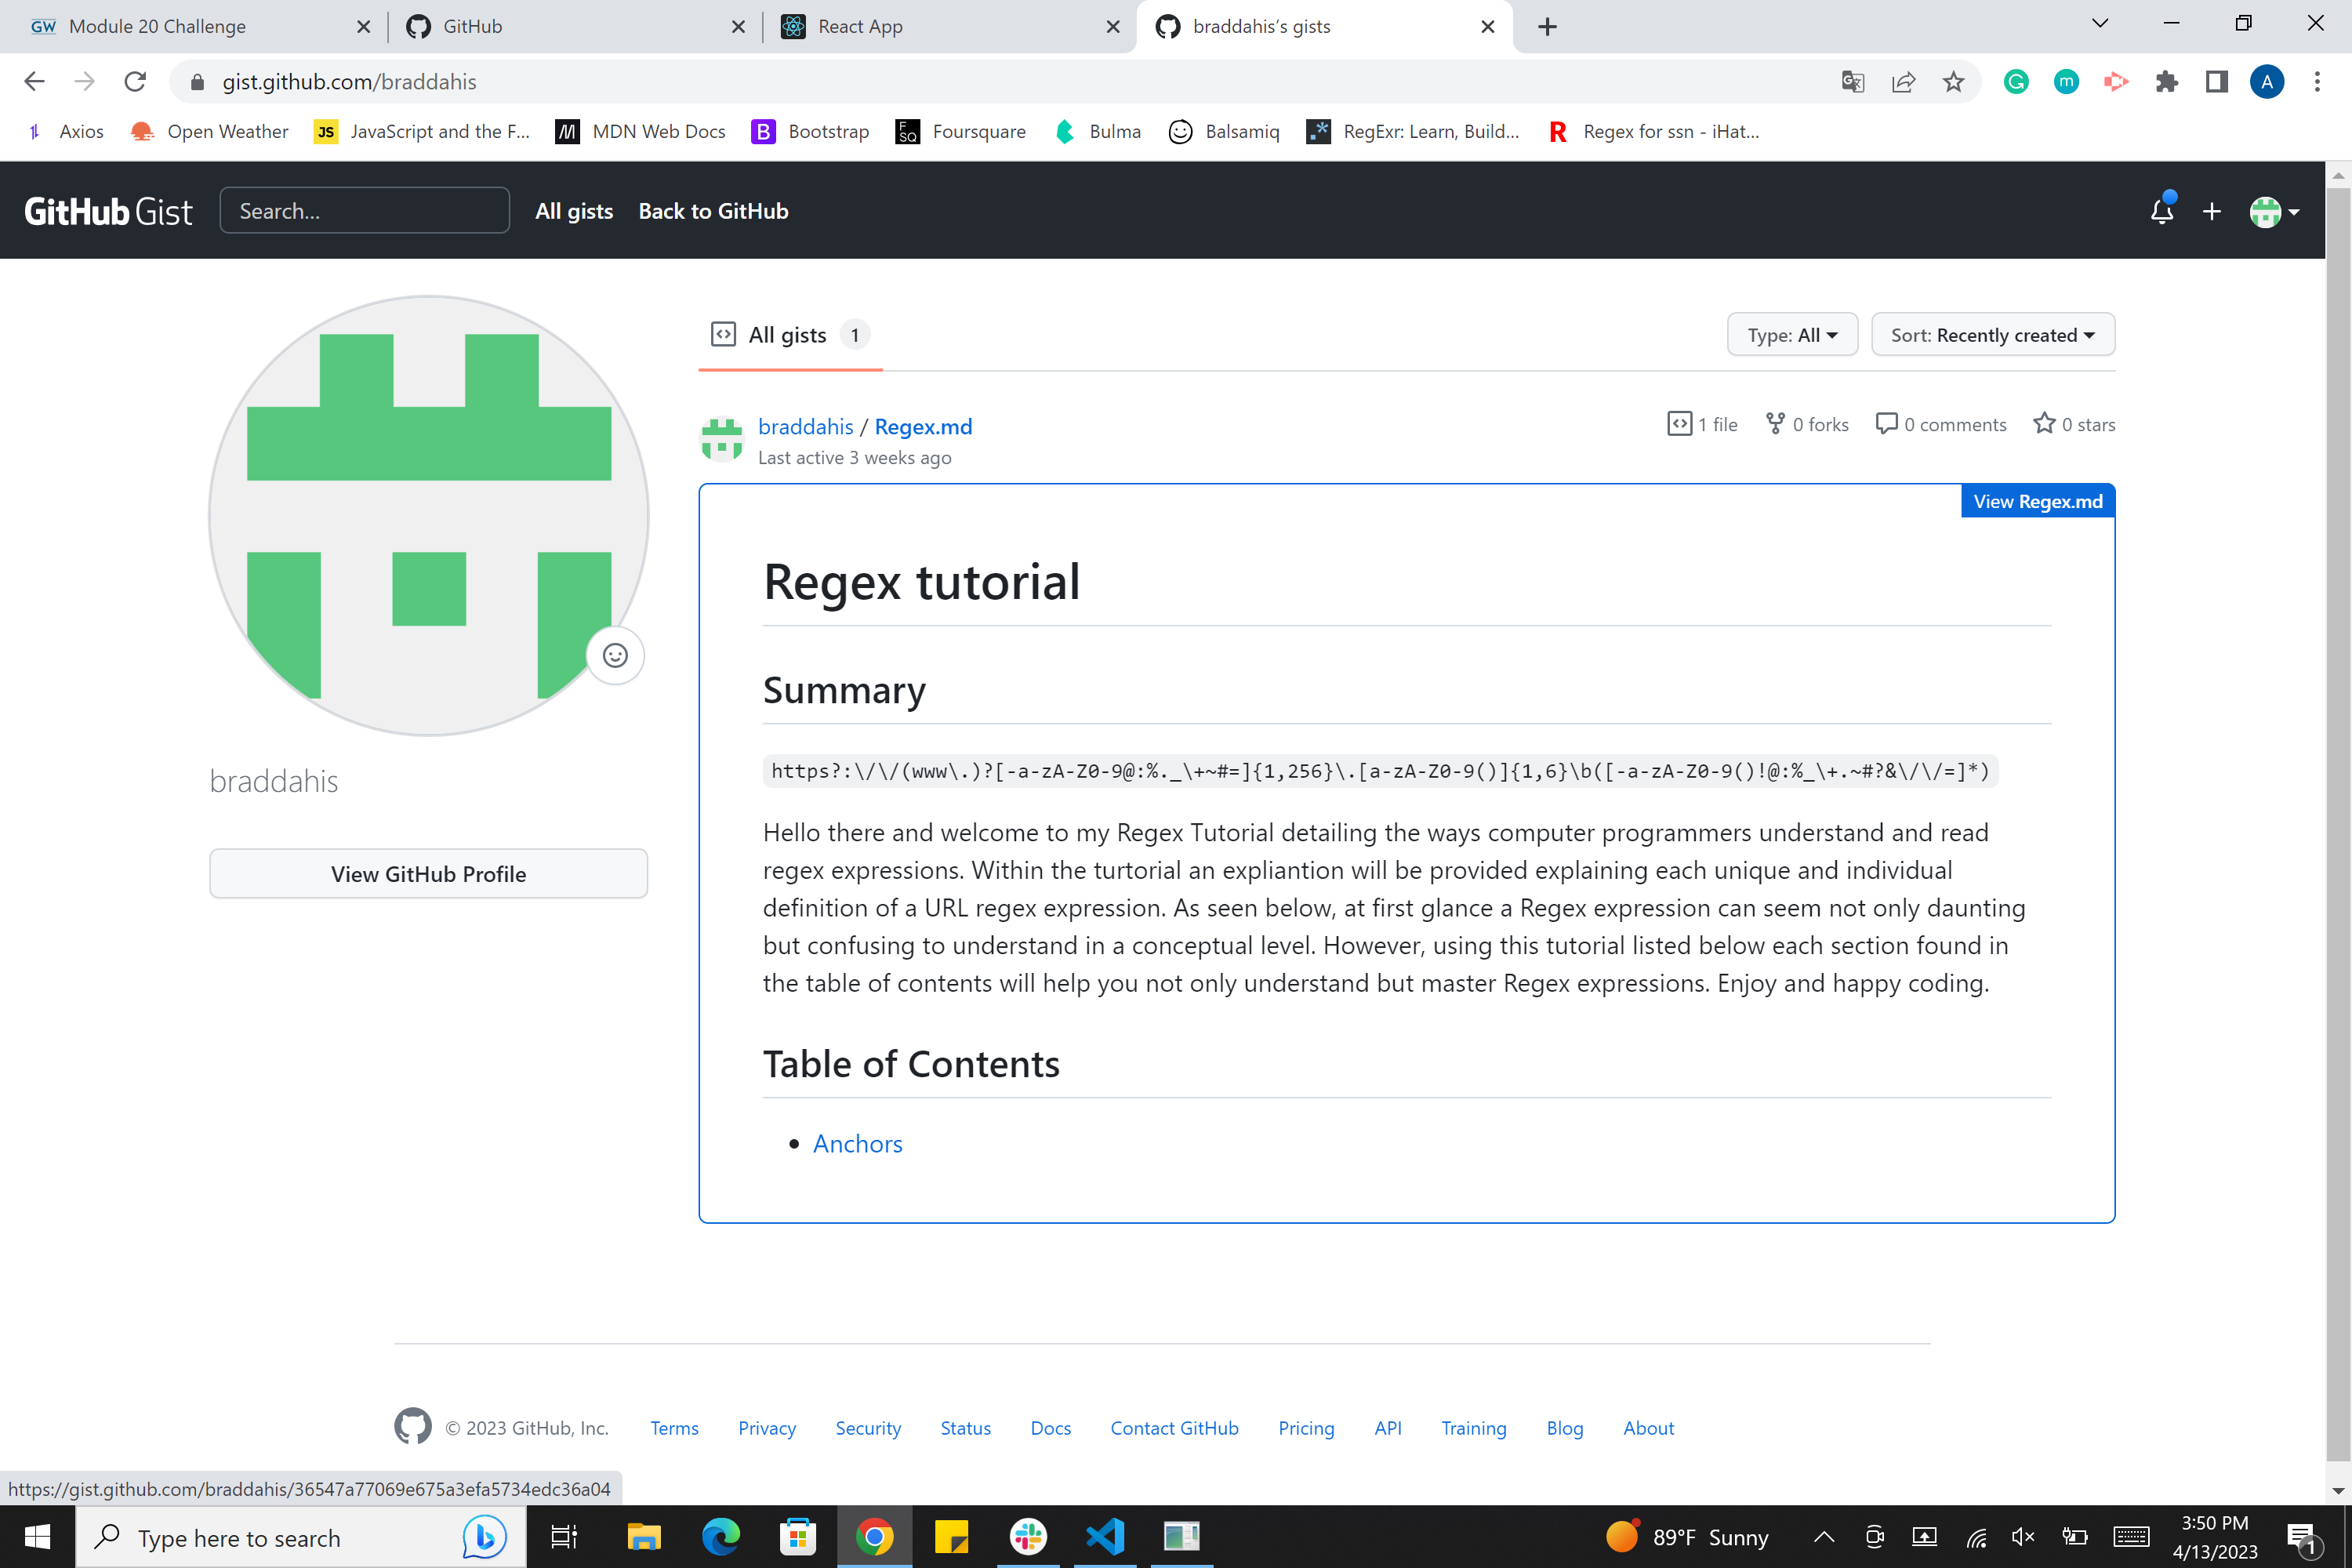 GW Module 20 Challenge
GitHub
React App
braddahis's gists
gist.github.com/braddahis
A
Axios
Open Weather
JS JavaScript and the F...
M MDN Web Docs
B Bootstrap
F SQ Foursquare
Bulma
Balsamiq
.* RegExr: Learn, Build...
R Regex for ssn - iHat...
GitHub Gist
Search...
All gists
Back to GitHub
All gists 1
Type: All
Sort: Recently created
braddahis / Regex.md
1 file
0 forks
0 comments
0 stars
Last active 3 weeks ago
View Regex.md
Regex tutorial
Summary
https?:\/\/(www\.)?[-a-zA-Z0-9@:%._\+~#=]{1,256}\.[a-zA-Z0-9()]{1,6}\b([-a-zA-Z0-9()!@:%_\+.~#?&\/\/=]*)
braddahis
Hello there and welcome to my Regex Tutorial detailing the ways computer programmers understand and read
regex expressions. Within the turtorial an expliantion will be provided explaining each unique and individual
definition of a URL regex expression. As seen below, at first glance a Regex expression can seem not only daunting
but confusing to understand in a conceptual level. However, using this tutorial listed below each section found in
the table of contents will help you not only understand but master Regex expressions. Enjoy and happy coding.
View GitHub Profile
Table of Contents
Anchors
© 2023 GitHub, Inc.
Terms
Privacy
Security
Status
Docs
Contact GitHub
Pricing
API
Training
Blog
About
https://gist.github.com/braddahis/36547a77069e675a3efa5734edc36a04
Type here to search
89°F Sunny
3:50 PM
4/13/2023
1